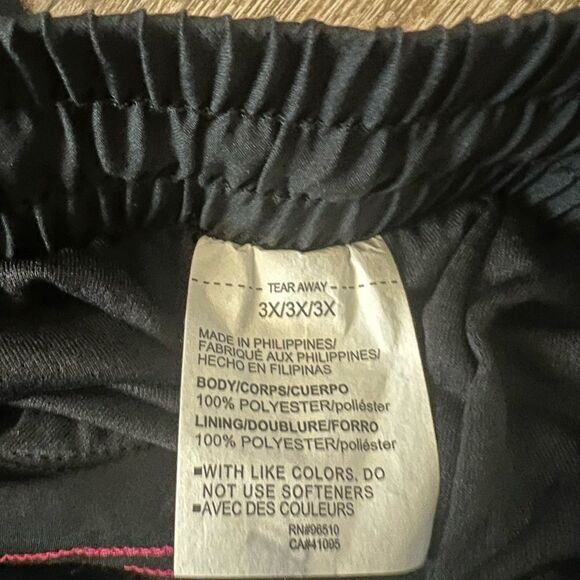 TEAR AWAY
3X/3X/3X
MADE IN PHILIPPINES/
FABRIQUÉ AUX PHILIPPINES/
HECHO EN FILIPINAS
BODY/CORPS/CUERPO
100% POLYESTER/poliéster
LINING/DOUBLURE/FORRO
100% POLYESTER/poliéster
WITH LIKE COLORS, DO
NOT USE SOFTENERS
AVEC DES COULEURS
RN#96510
CA#41095